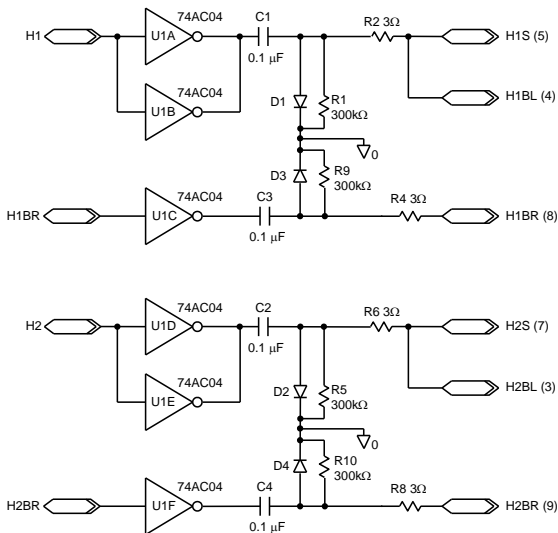 74AC04
C1
H1
U1A
0.1 µF
R2 3Ω
H1S (5)
74AC04
U1B
D1
R1
300kΩ
H1BL (4)
0
D3
R9
300kΩ
74AC04
C3
H1BR
U1C
0.1 µF
R4 3Ω
H1BR (8)
74AC04
C2
H2
U1D
0.1 µF
R6 3Ω
H2S (7)
74AC04
U1E
D2
R5
300kΩ
H2BL (3)
0
D4
R10
300kΩ
74AC04
C4
H2BR
U1F
0.1 µF
R8 3Ω
H2BR (9)